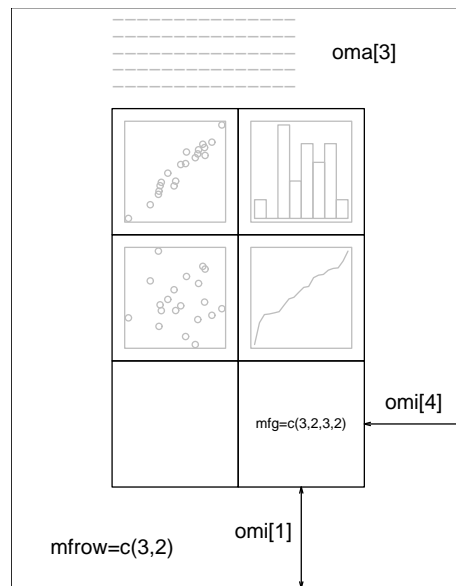 oma[3]
mfg=c(3,2,3,2)
omi[4]
omi[1]
mfrow=c(3,2)